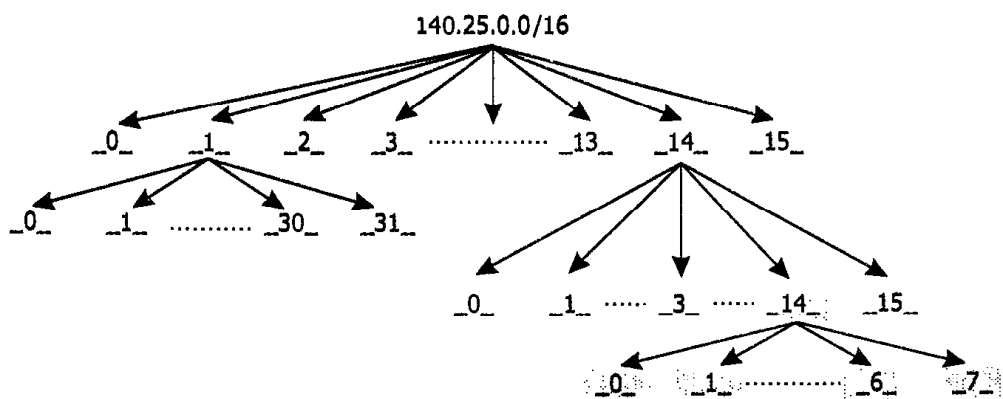 140.25.0.0/16
_0_ _1_ _2_ _3_ .................. _13_ _14_ _15_
_0_ _1_ ........... _30_ _31_
_0_ _1_ ...... _3_ ...... _14_ _15_
_0_ _1_ .............. _6_ _7_